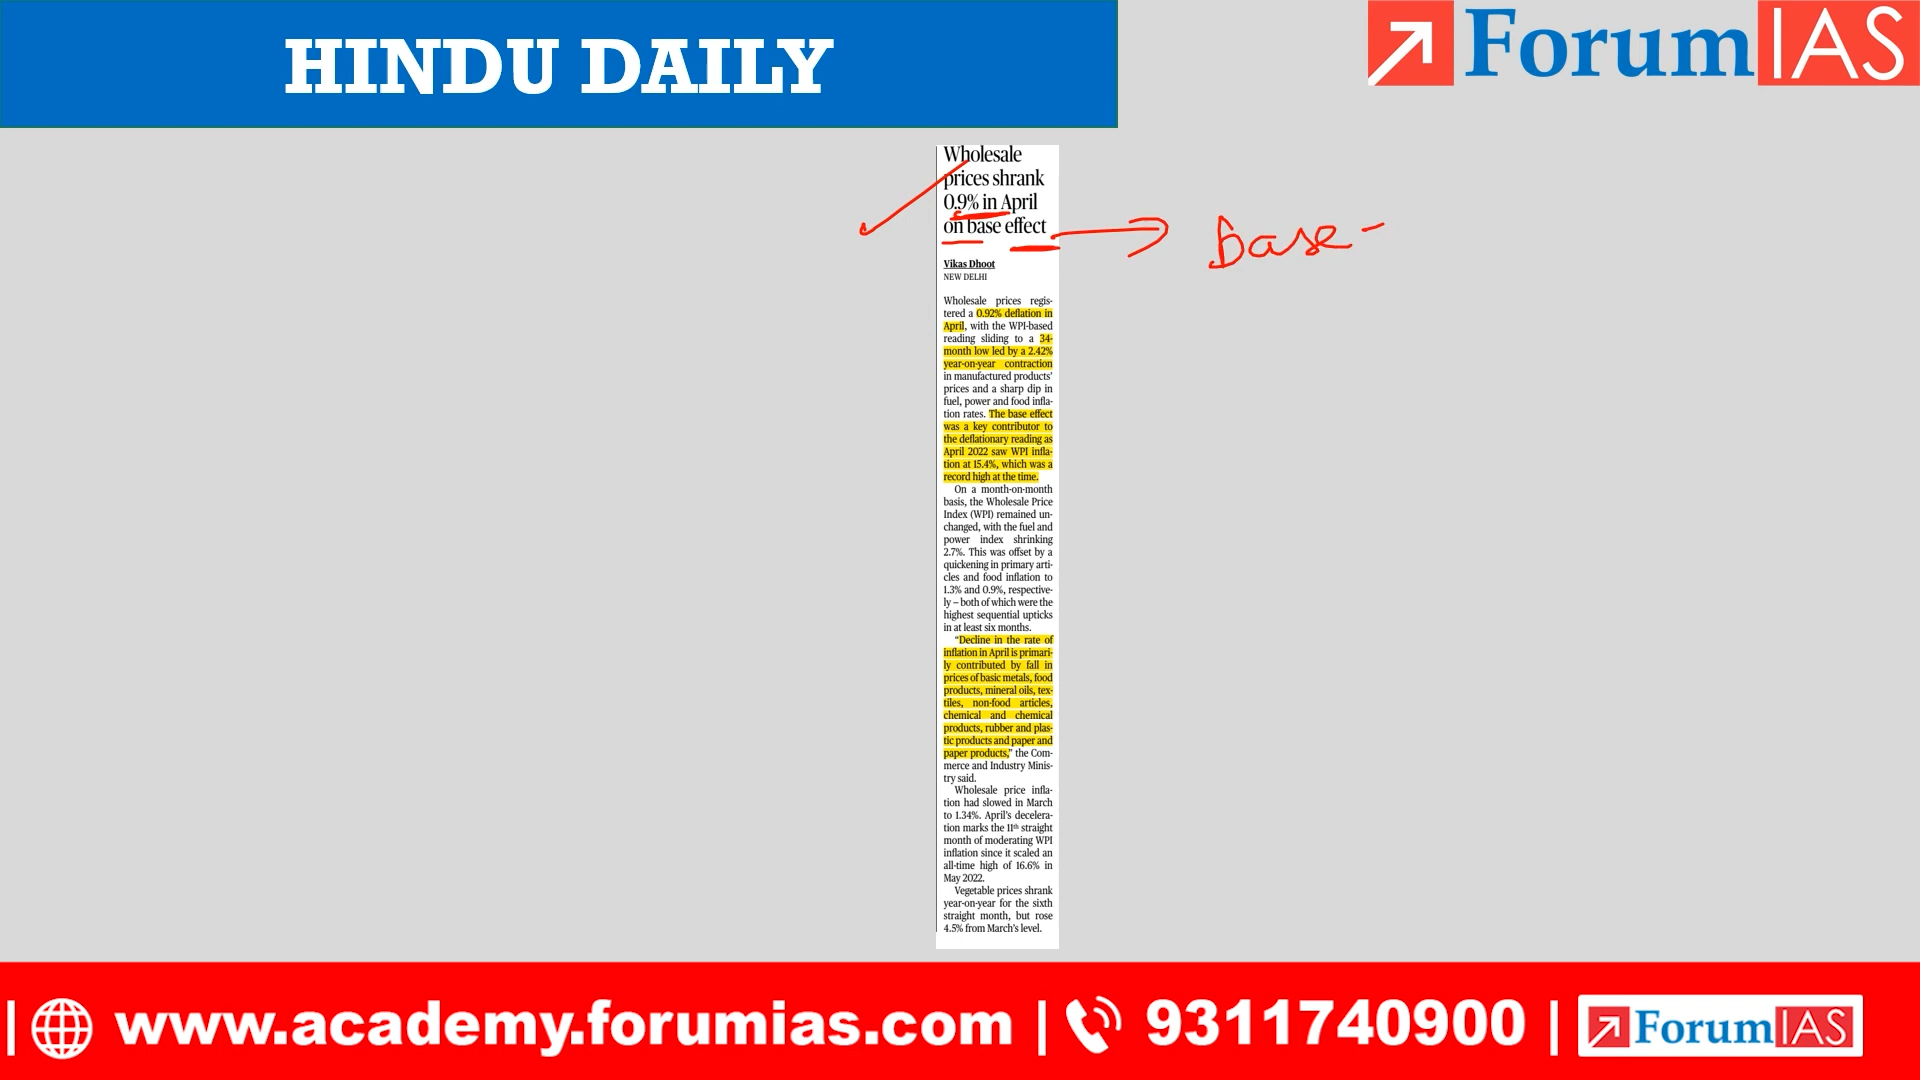 HINDU DAILY
Forum IAS
Wholesale
prices shrank
0.9% in April
on base effect
base -
Vikas Dhoot
NEW DELHI
Wholesale prices regis-
tered a 0.92% deflation in
April, with the WPI-based
reading sliding to a 34-
month low led by a 2.42%
year-on-year contraction
in manufactured products'
prices and a sharp dip in
fuel, power and food infla-
tion rates. The base effect
was a key contributor to
the deflationary reading as
April 2022 saw WPI infla-
tion at 15.4%, which was a
record high at the time.
On a month-on-month
basis, the Wholesale Price
Index (WPI) remained un-
changed, with the fuel and
power index shrinking
2.7%. This was offset by a
quickening in primary arti-
cles and food inflation to
1.3% and 0.9%, respective-
ly – both of which were the
highest sequential upticks
in at least six months.
"Decline in the rate of
inflation in April is primari-
ly contributed by fall in
prices of basic metals, food
products, mineral oils, tex-
tiles, non-food articles,
chemical and chemical
products, rubber and plas-
tic products and paper and
paper products," the Com-
merce and Industry Minis-
try said.
Wholesale price infla-
tion had slowed in March
to 1.34%. April's decelera-
tion marks the 11th straight
month of moderating WPI
inflation since it scaled an
all-time high of 16.6% in
May 2022.
Vegetable prices shrank
year-on-year for the sixth
straight month, but rose
4.5% from March's level.
| www.academy.forumias.com | 9311740900 | Forum IAS